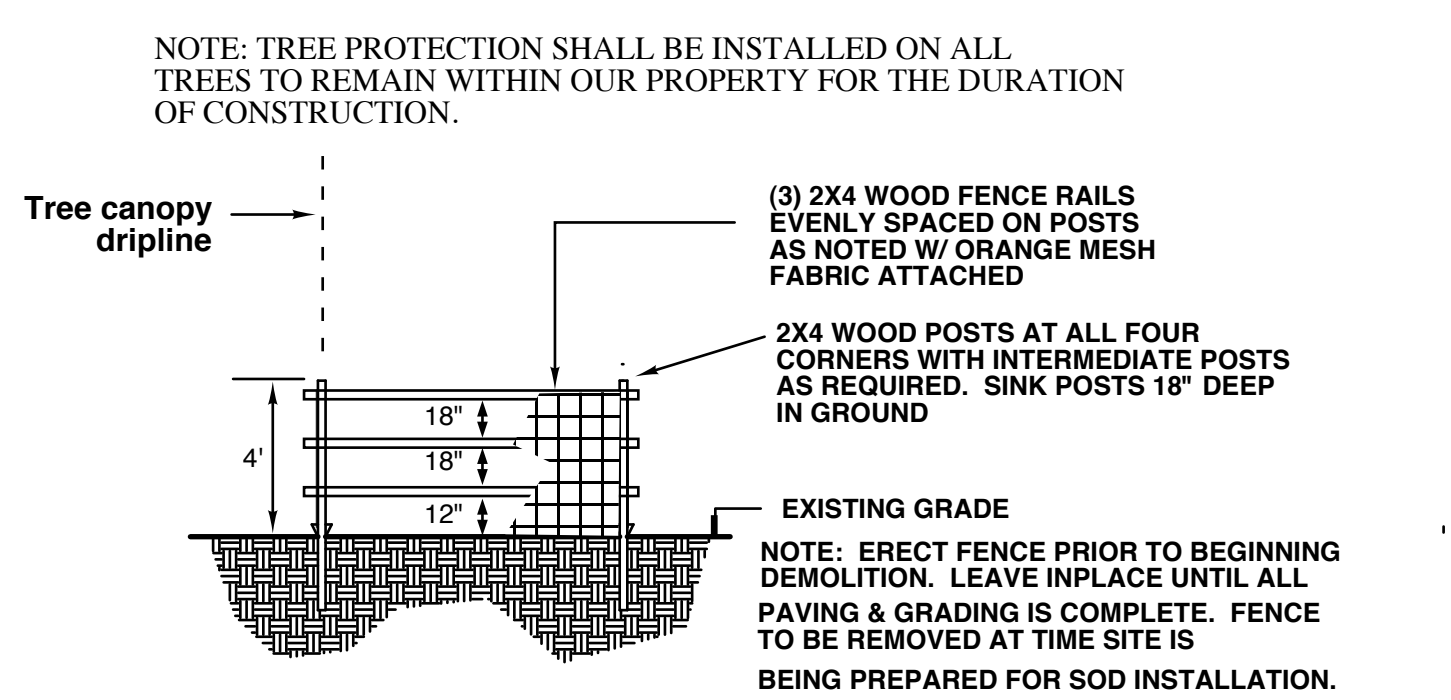 NOTE: TREE PROTECTION SHALL BE INSTALLED ON ALL
TREES TO REMAIN WITHIN OUR PROPERTY FOR THE DURATION
OF CONSTRUCTION.
Tree canopy
dripline
(3) 2X4 WOOD FENCE RAILS
EVENLY SPACED ON POSTS
AS NOTED W/ ORANGE MESH
FABRIC ATTACHED
2X4 WOOD POSTS AT ALL FOUR
CORNERS WITH INTERMEDIATE POSTS
AS REQUIRED. SINK POSTS 18" DEEP
IN GROUND
4'
18"
18"
12"
EXISTING GRADE
NOTE: ERECT FENCE PRIOR TO BEGINNING
DEMOLITION. LEAVE INPLACE UNTIL ALL
PAVING & GRADING IS COMPLETE. FENCE
TO BE REMOVED AT TIME SITE IS
BEING PREPARED FOR SOD INSTALLATION.